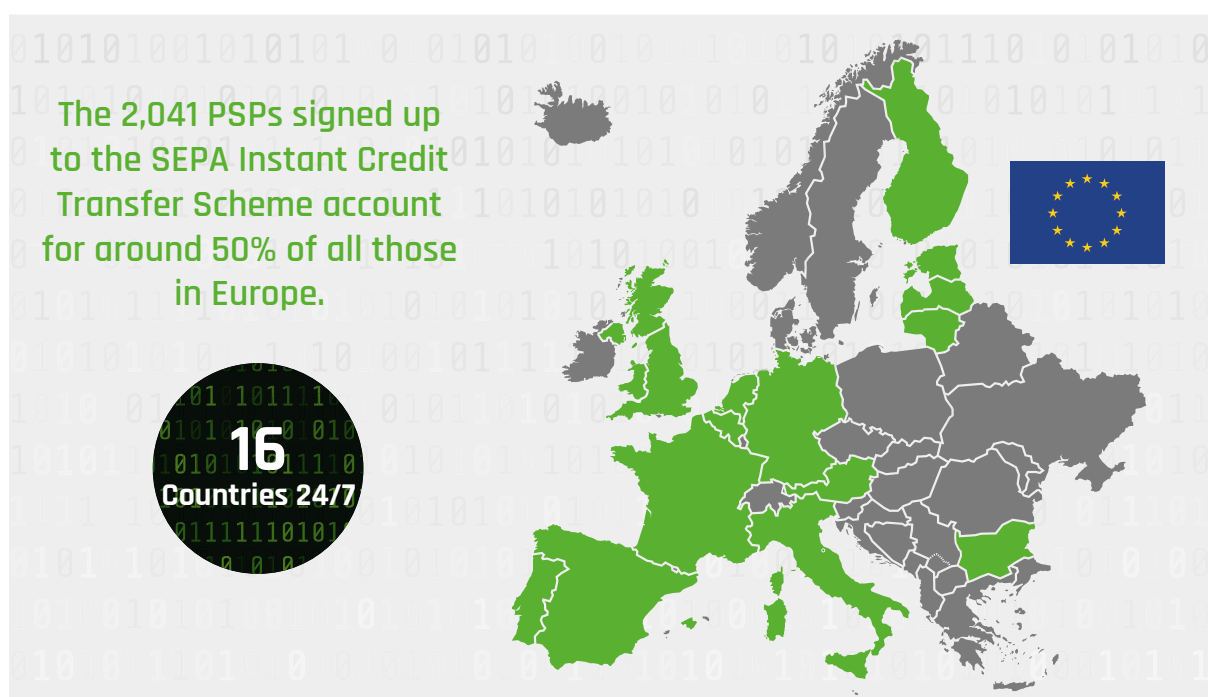 The 2,041 PSPs signed up
to the SEPA Instant Credit
Transfer Scheme account
for around 50% of all those
in Europe.
16
Countries 24/7